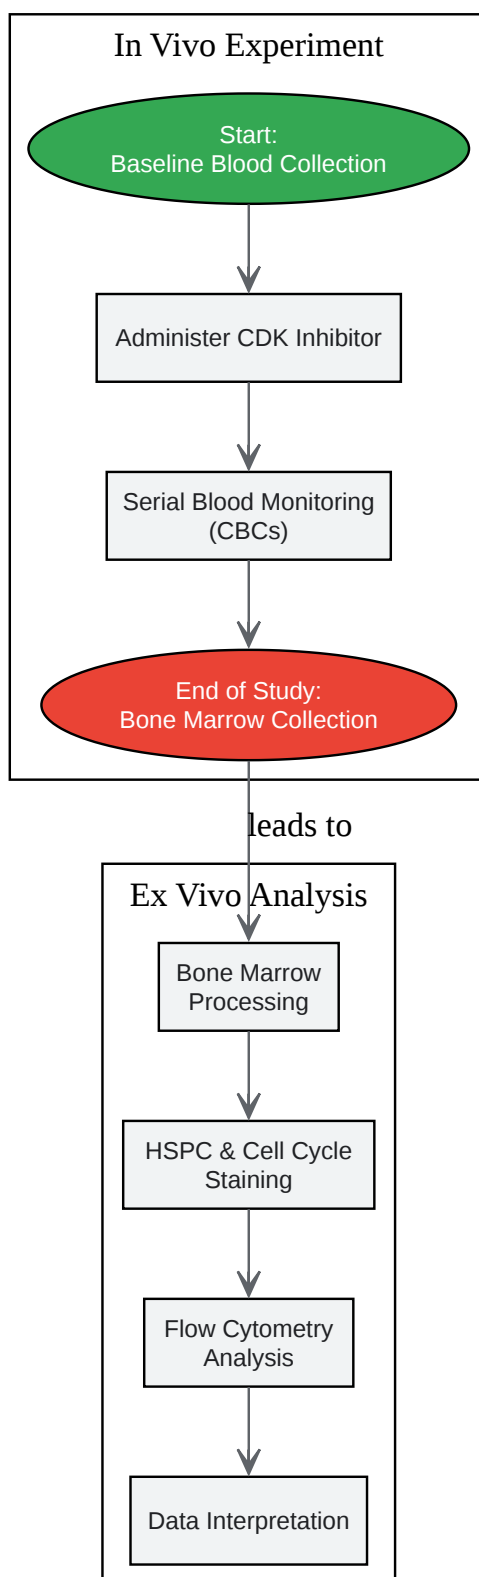 In Vivo Experiment
Start:
Baseline Blood Collection
Administer CDK Inhibitor
Serial Blood Monitoring
(CBCs)
End of Study:
Bone Marrow Collection
leads to
Ex Vivo Analysis
Bone Marrow
Processing
HSPC & Cell Cycle
Staining
Flow Cytometry
Analysis
Data Interpretation